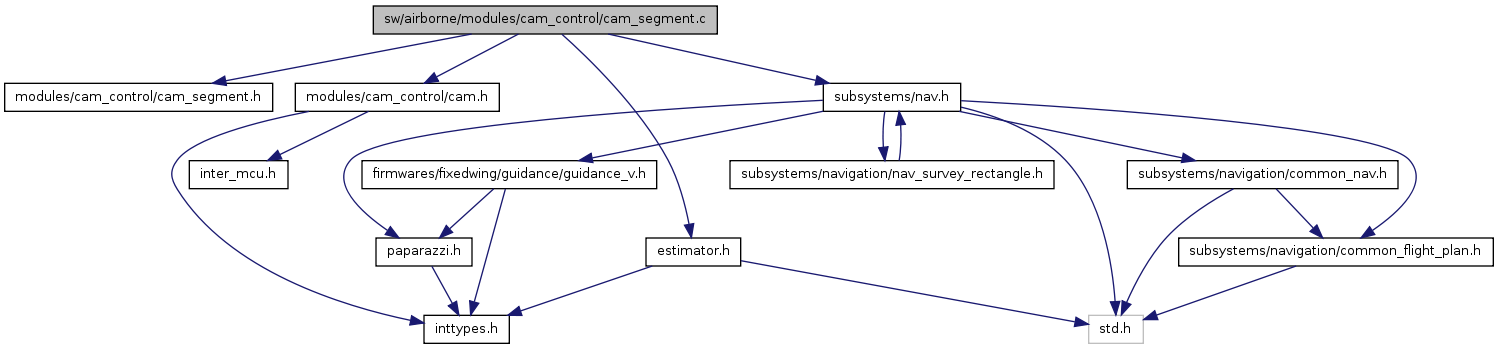 sw/airborne/modules/cam_control/cam_segment.c
modules/cam_control/cam_segment.h
modules/cam_control/cam.h
subsystems/nav.h
inter_mcu.h
firmwares/fixedwing/guidance/guidance_v.h
subsystems/navigation/nav_survey_rectangle.h
subsystems/navigation/common_nav.h
paparazzi.h
estimator.h
subsystems/navigation/common_flight_plan.h
inttypes.h
std.h